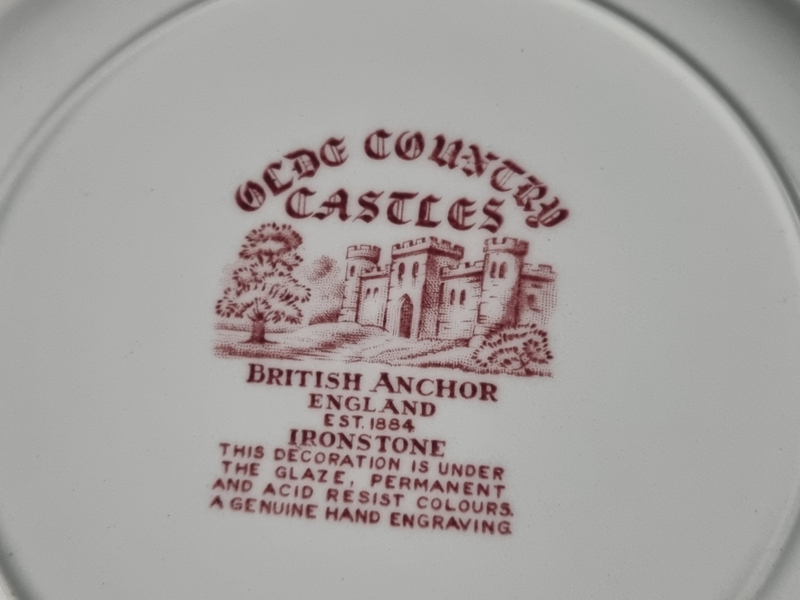 OLDE COUNTRY
CASTLES
BRITISH ANCHOR
ENGLAND
EST. 1884
IRONSTONE
THIS DECORATION IS UNDER
THE GLAZE, PERMANENT
AND ACID RESIST COLOURS.
A GENUINE HAND ENGRAVING.